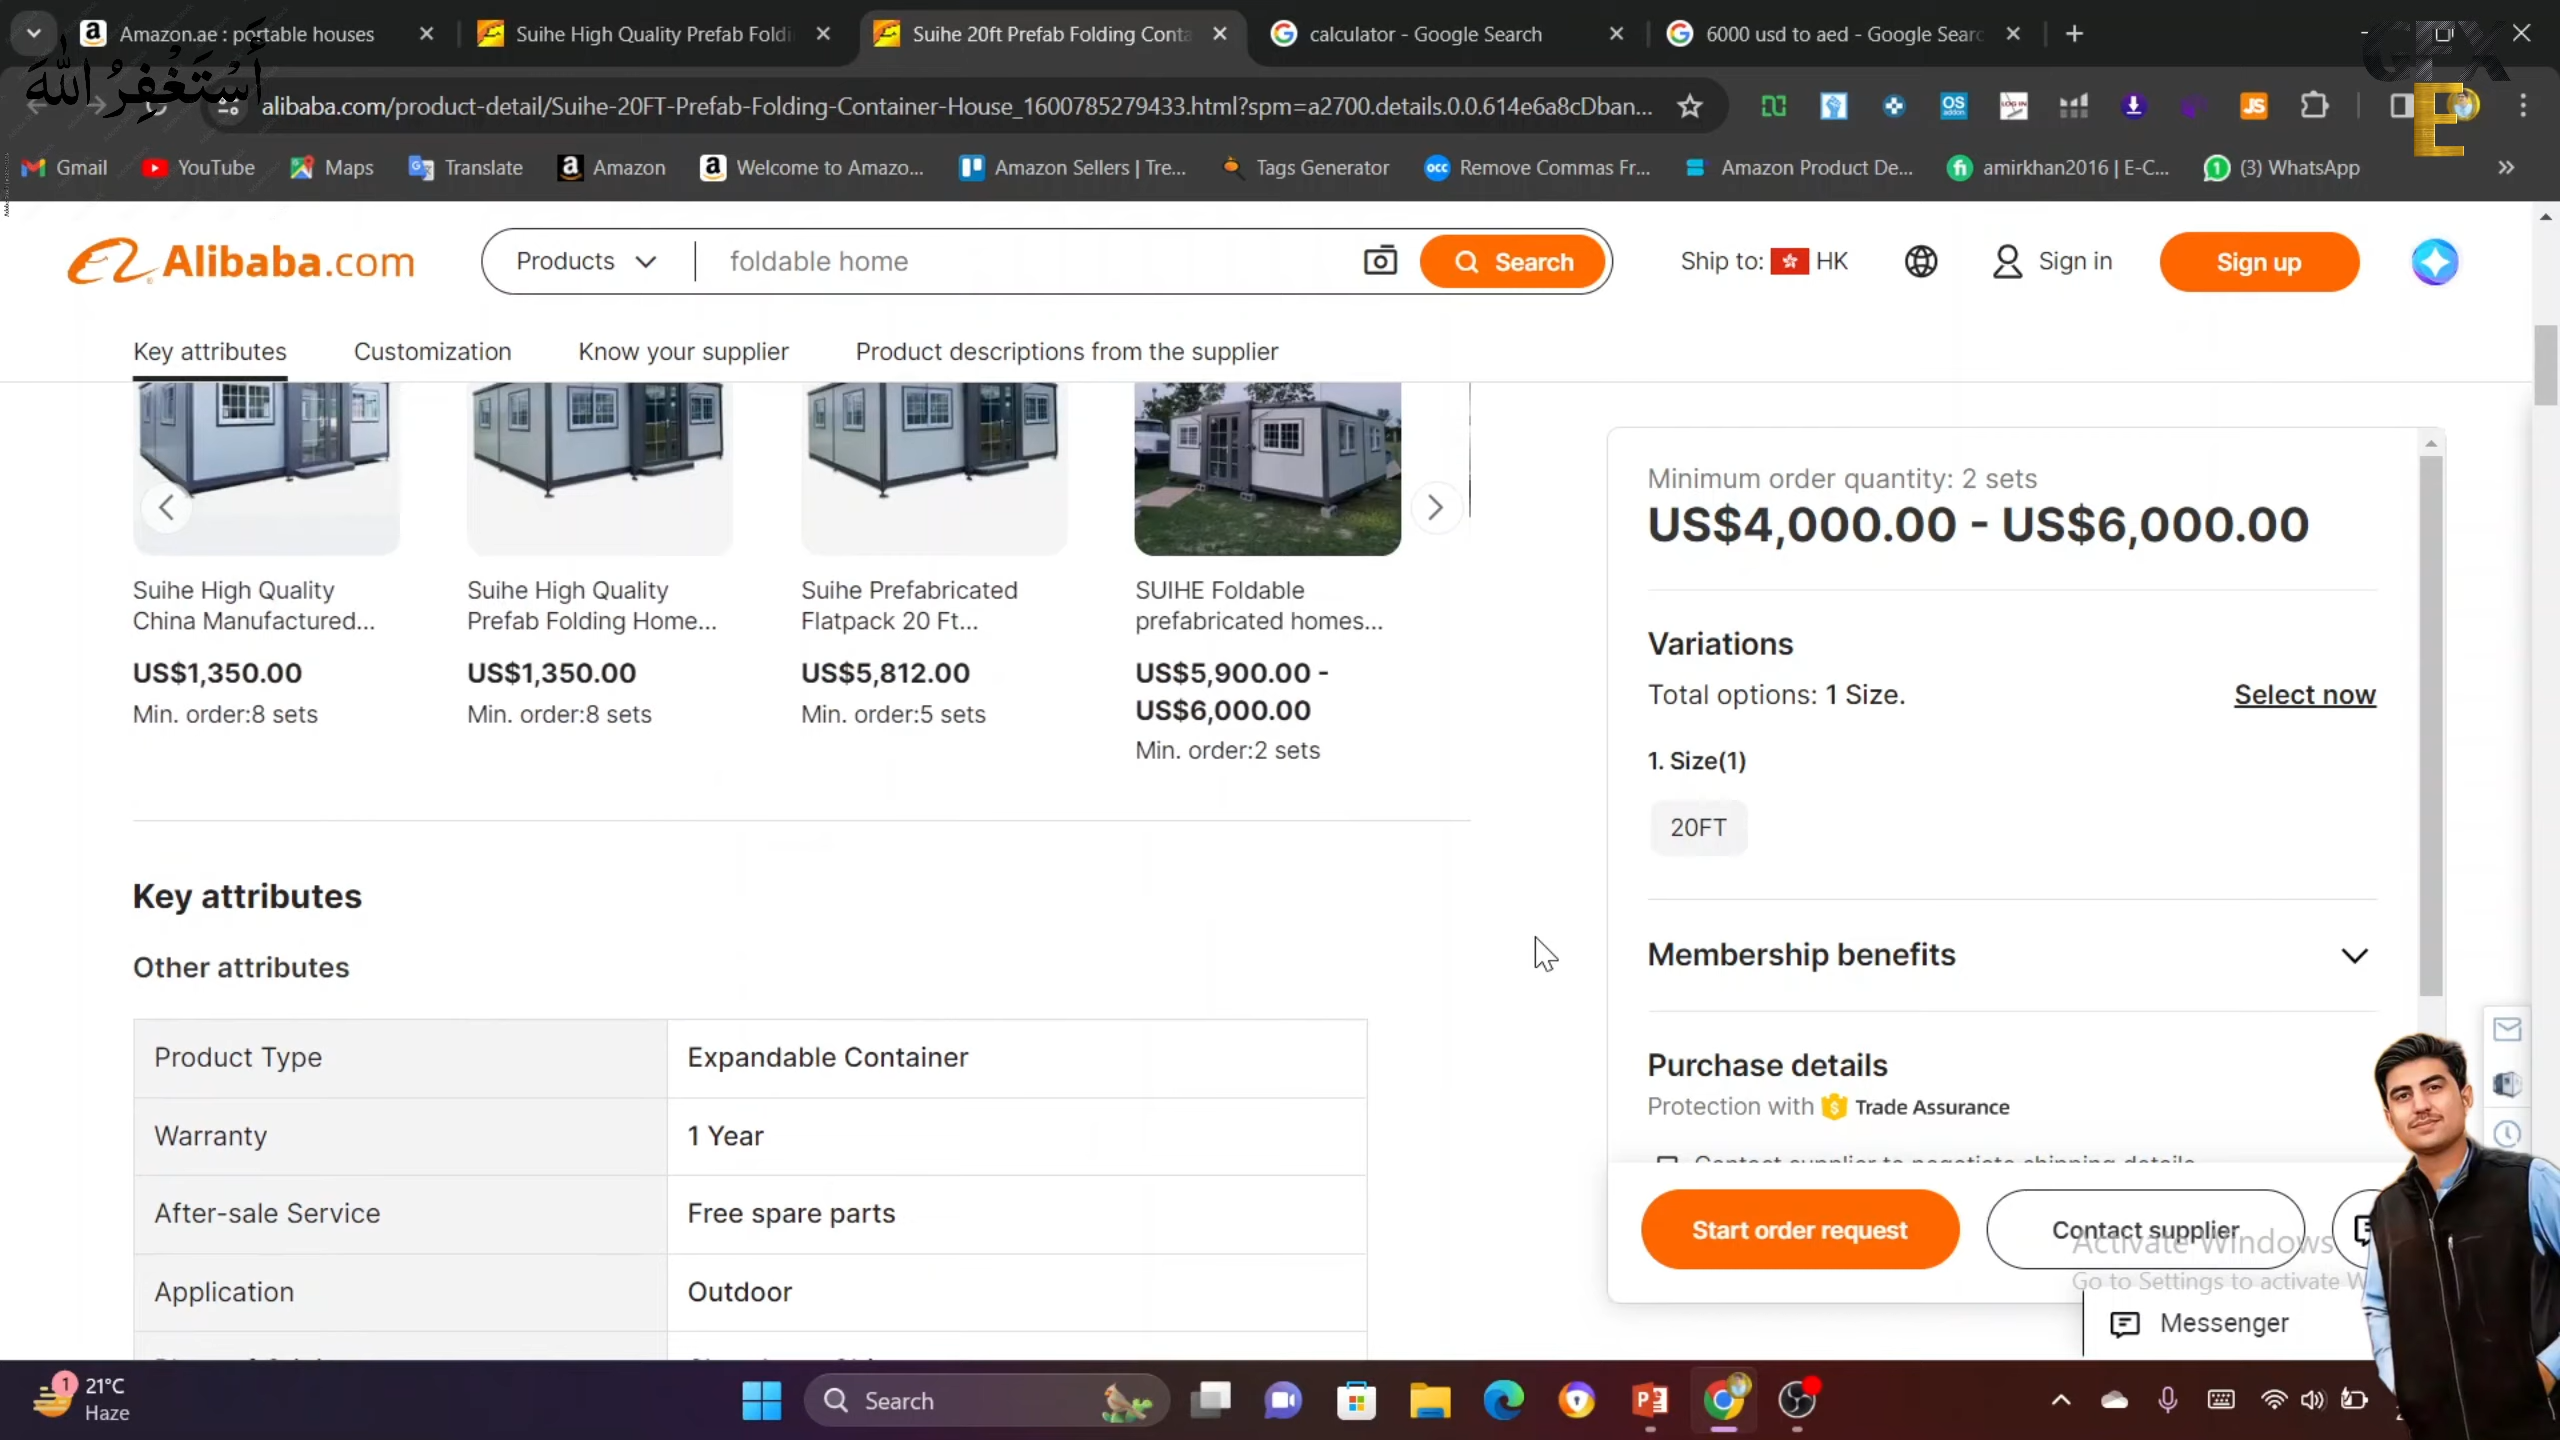 Amazon.ae : portable houses
Suihe High Quality Prefab Foldi
Suihe 20ft Prefab Folding Conta
calculator - Google Search
6000 usd to aed - Google Searc
أَسْتَغْفِرُ اللهَ
GFX
E
alibaba.com/product-detail/Suihe-20FT-Prefab-Folding-Container-House_1600785279433.html?spm=a2700.details.0.0.614e6a8cDban...
Gmail
YouTube
Maps
Translate
Amazon
Welcome to Amazo...
Amazon Sellers | Tre...
Tags Generator
Remove Commas Fr...
Amazon Product De...
amirkhan2016 | E-C...
(3) WhatsApp
Alibaba.com
Products
foldable home
Search
Ship to: HK
Sign in
Sign up
Key attributes
Customization
Know your supplier
Product descriptions from the supplier
Suihe High Quality
China Manufactured...
US$1,350.00
Min. order:8 sets
Suihe High Quality
Prefab Folding Home...
US$1,350.00
Min. order:8 sets
Suihe Prefabricated
Flatpack 20 Ft...
US$5,812.00
Min. order:5 sets
SUIHE Foldable
prefabricated homes...
US$5,900.00 -
US$6,000.00
Min. order:2 sets
Key attributes
Other attributes
Product Type
Expandable Container
Warranty
1 Year
After-sale Service
Free spare parts
Application
Outdoor
Minimum order quantity: 2 sets
US$4,000.00 - US$6,000.00
Variations
Total options: 1 Size.
Select now
1. Size(1)
20FT
Membership benefits
Purchase details
Protection with Trade Assurance
Contact supplier to negotiate shipping details
Start order request
Contact supplier
Activate Windows
Go to Settings to activate W
Messenger
1
21°C
Haze
Search